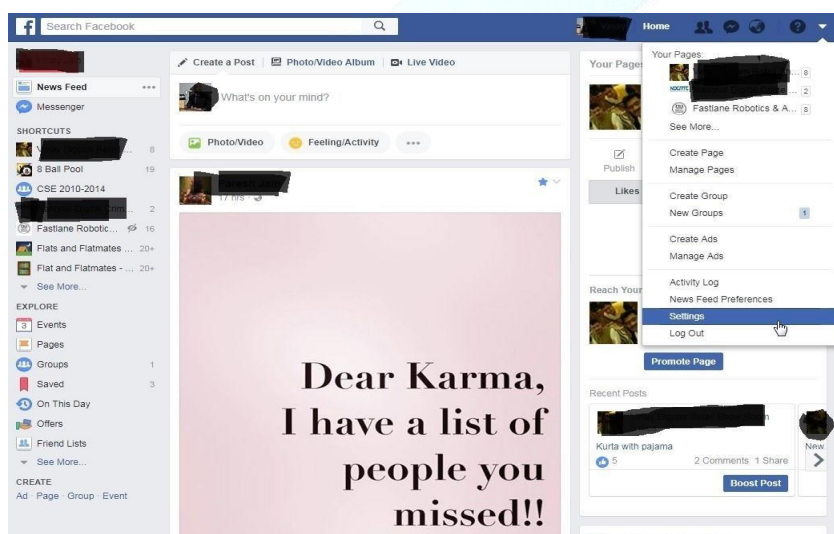 Search Facebook
Home
News Feed
Messenger
SHORTCUTS
8
8 Ball Pool 19
CSE 2010-2014
2
Fastlane Robotic... 16
Flats and Flatmates ... 20+
Flat and Flatmates - ... 20+
See More...
EXPLORE
3 Events
Pages
Groups 1
Saved 3
On This Day
Offers
Friend Lists
See More...
CREATE
Ad · Page · Group · Event
Create a Post
Photo/Video Album
Live Video
What's on your mind?
Photo/Video
Feeling/Activity
17 hrs
Dear Karma,
I have a list of
people you
missed!!
Your Pages
Publish
Likes
Reach Your
Promote Page
Recent Posts
Kurta with pajama
5 2 Comments 1 Share
Boost Post
New
Your Pages:
8
2
Fastlane Robotics & A... 8
See More...
Create Page
Manage Pages
Create Group
New Groups 1
Create Ads
Manage Ads
Activity Log
News Feed Preferences
Settings
Log Out